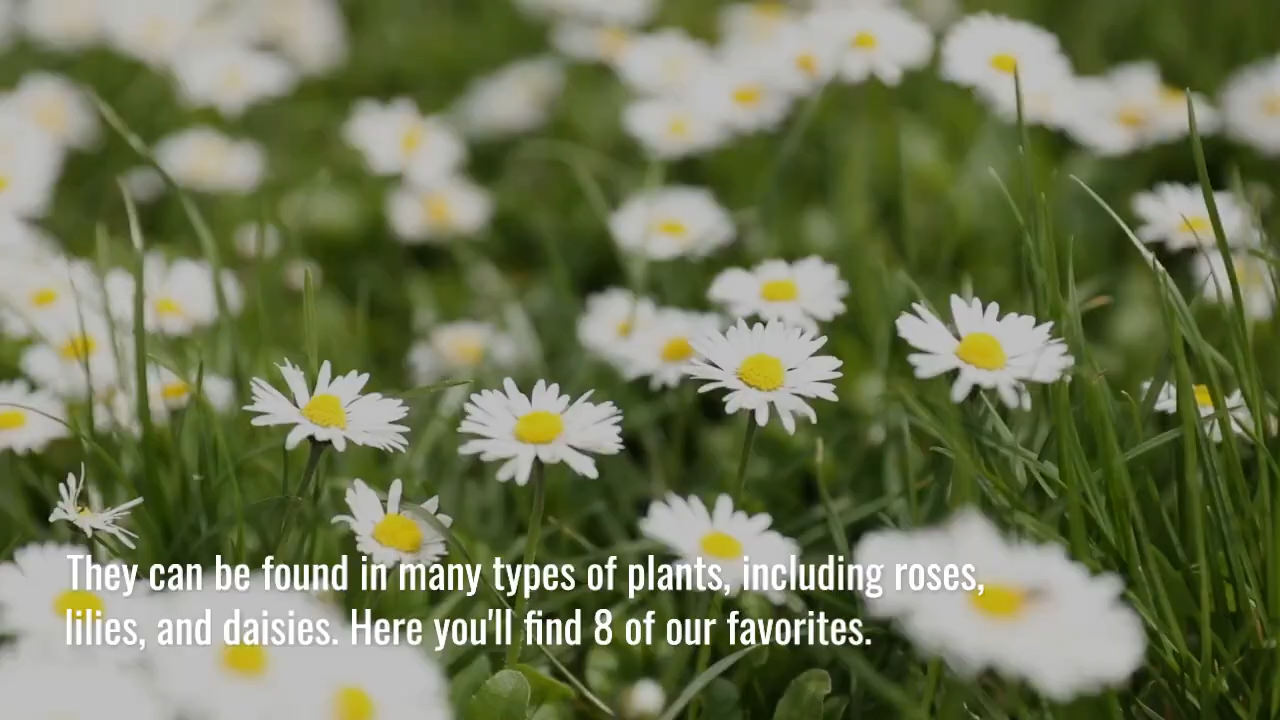 They can be found in many types of plants, including roses,
lilies, and daisies. Here you'll find 8 of our favorites.